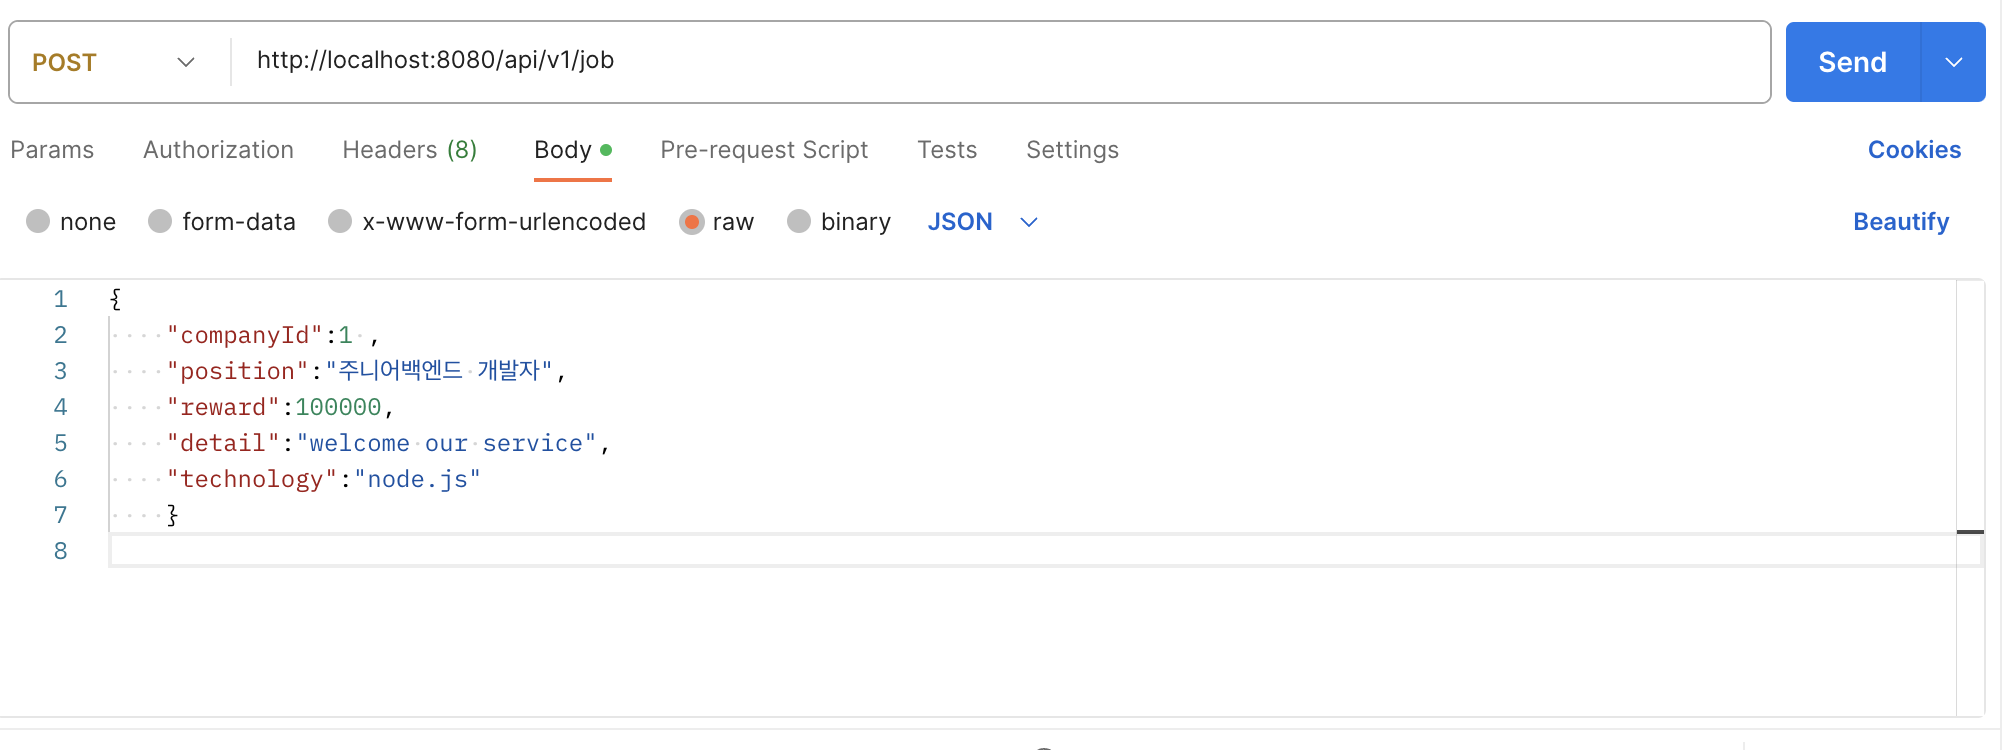 POST http://localhost:8080/api/v1/job Send
Params Authorization Headers (8) Body Pre-request Script Tests Settings Cookies
none form-data x-www-form-urlencoded raw binary JSON Beautify
1 {
2 "companyId":1 ,
3 "position":"주니어백엔드 개발자",
4 "reward":100000,
5 "detail":"welcome our service",
6 "technology":"node.js"
7 }
8